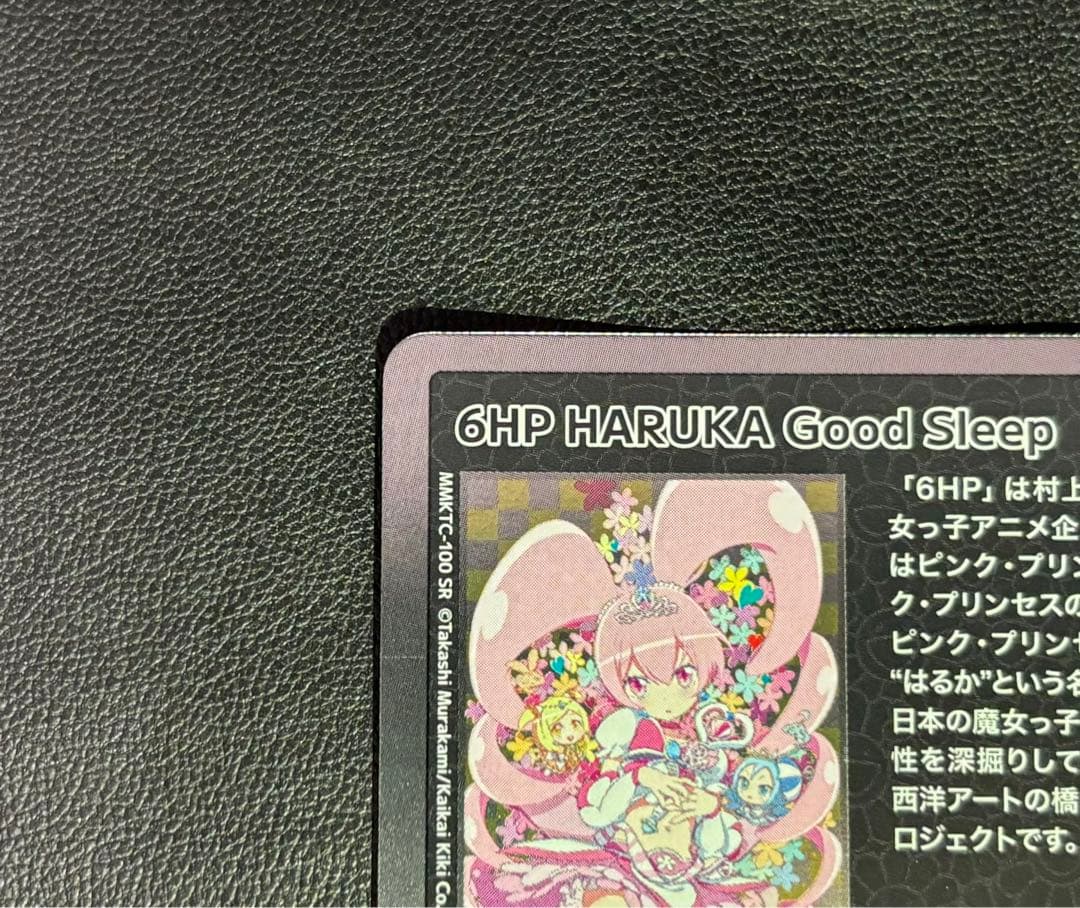 6HP HARUKA Good Sleep
MMKTC-100 SR ©Takashi Murakami/Kaikai Kiki Co.
「6HP」は村上
女っ子アニメ企
はピンク・プリン
ク・プリンセスの
ピンク・プリンセ
“はるか”という名
日本の魔女っ子
性を深掘りして
西洋アートの橋
ロジェクトです。